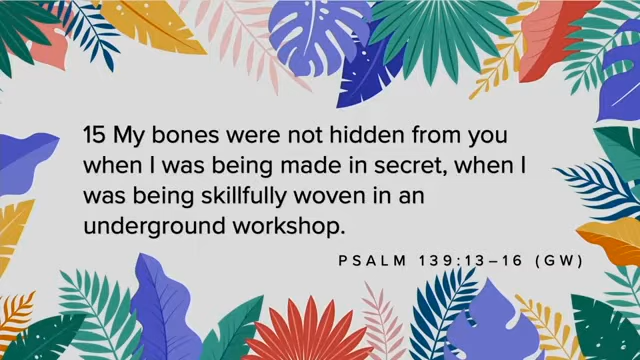 15 My bones were not hidden from you
when I was being made in secret, when I
was being skillfully woven in an
underground workshop.
PSALM 139:13–16 (GW)